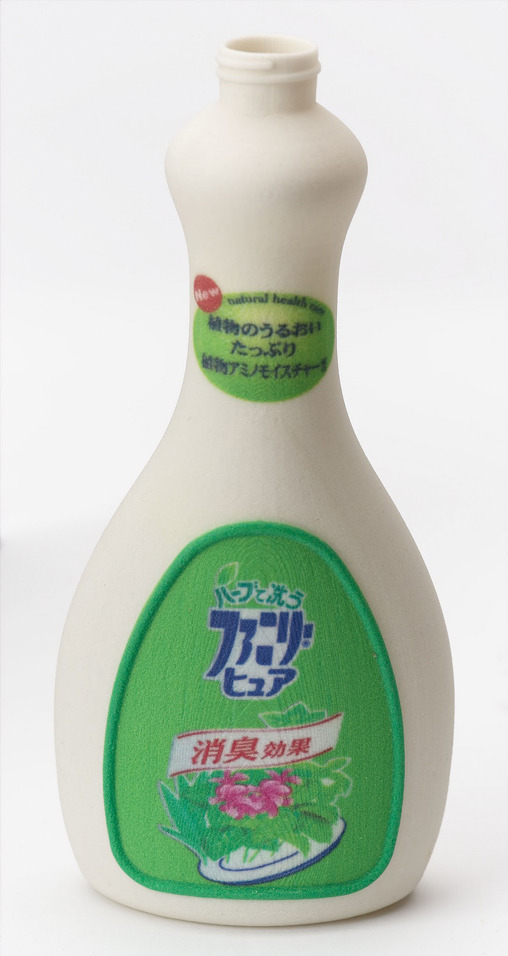 New
natural health care
植物のうるおい
たっぷり
植物アミノモイスチャー
ハーブで洗う
ファミリー
ピュア
消臭効果